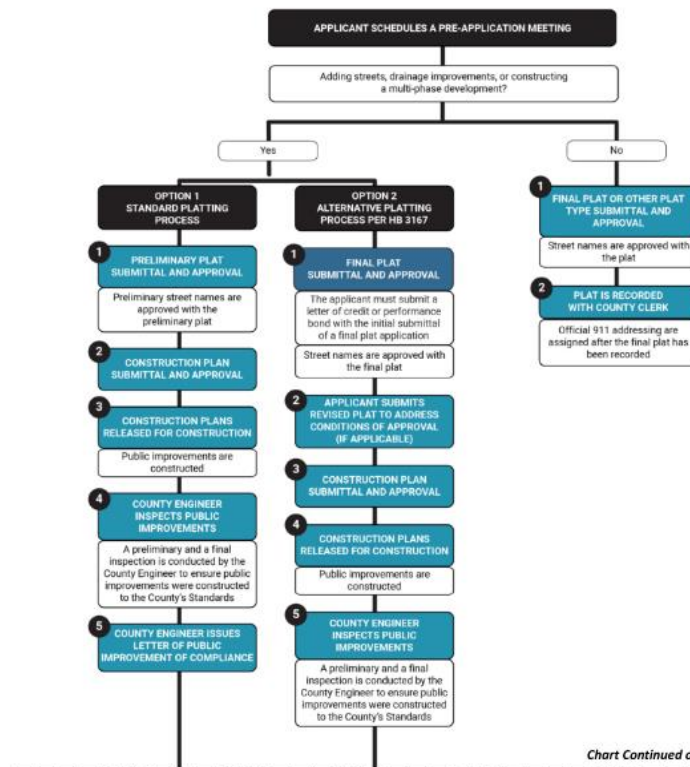 APPLICANT SCHEDULES A PRE-APPLICATION MEETING
Adding streets, drainage improvements, or constructing
a multi-phase development?
Yes
No
OPTION 1
STANDARD PLATTING
PROCESS
1
PRELIMINARY PLAT
SUBMITTAL AND APPROVAL
Preliminary street names are
approved with the
preliminary plat
2
CONSTRUCTION PLAN
SUBMITTAL AND APPROVAL
3
CONSTRUCTION PLANS
RELEASED FOR CONSTRUCTION
Public improvements are
constructed
4
COUNTY ENGINEER
INSPECTS PUBLIC
IMPROVEMENTS
A preliminary and a final
inspection is conducted by the
County Engineer to ensure public
improvements were constructed
to the County's Standards
5
COUNTY ENGINEER ISSUES
LETTER OF PUBLIC
IMPROVEMENT OF COMPLIANCE
OPTION 2
ALTERNATIVE PLATTING
PROCESS PER HB 3167
1
FINAL PLAT
SUBMITTAL AND APPROVAL
The applicant must submit a
letter of credit or performance
bond with the initial submittal
of a final plat application
Street names are approved with
the final plat
2
APPLICANT SUBMITS
REVISED PLAT TO ADDRESS
CONDITIONS OF APPROVAL
(IF APPLICABLE)
3
CONSTRUCTION PLAN
SUBMITTAL AND APPROVAL
4
CONSTRUCTION PLANS
RELEASED FOR CONSTRUCTION
Public improvements are
constructed
5
COUNTY ENGINEER
INSPECTS PUBLIC
IMPROVEMENTS
A preliminary and a final
inspection is conducted by the
County Engineer to ensure public
improvements were constructed
to the County's Standards
1
FINAL PLAT OR OTHER PLAT
TYPE SUBMITTAL AND
APPROVAL
Street names are approved with
the plat
2
PLAT IS RECORDED
WITH COUNTY CLERK
Official 911 addressing are
assigned after the final plat has
been recorded
Chart Continued